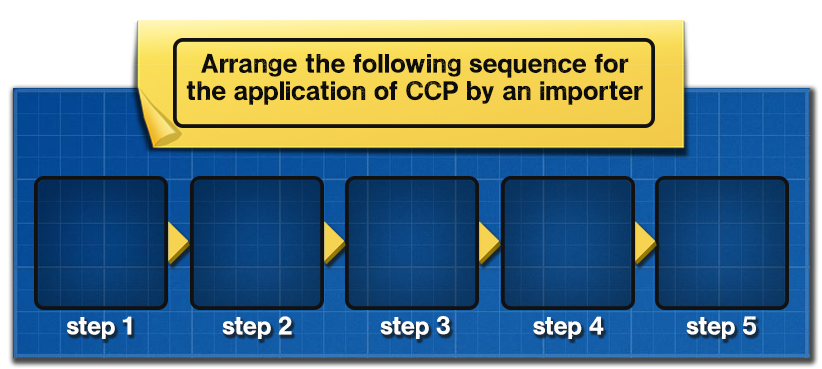 Arrange the following sequence for
the application of CCP by an importer
step 1
step 2
step 3
step 4
step 5